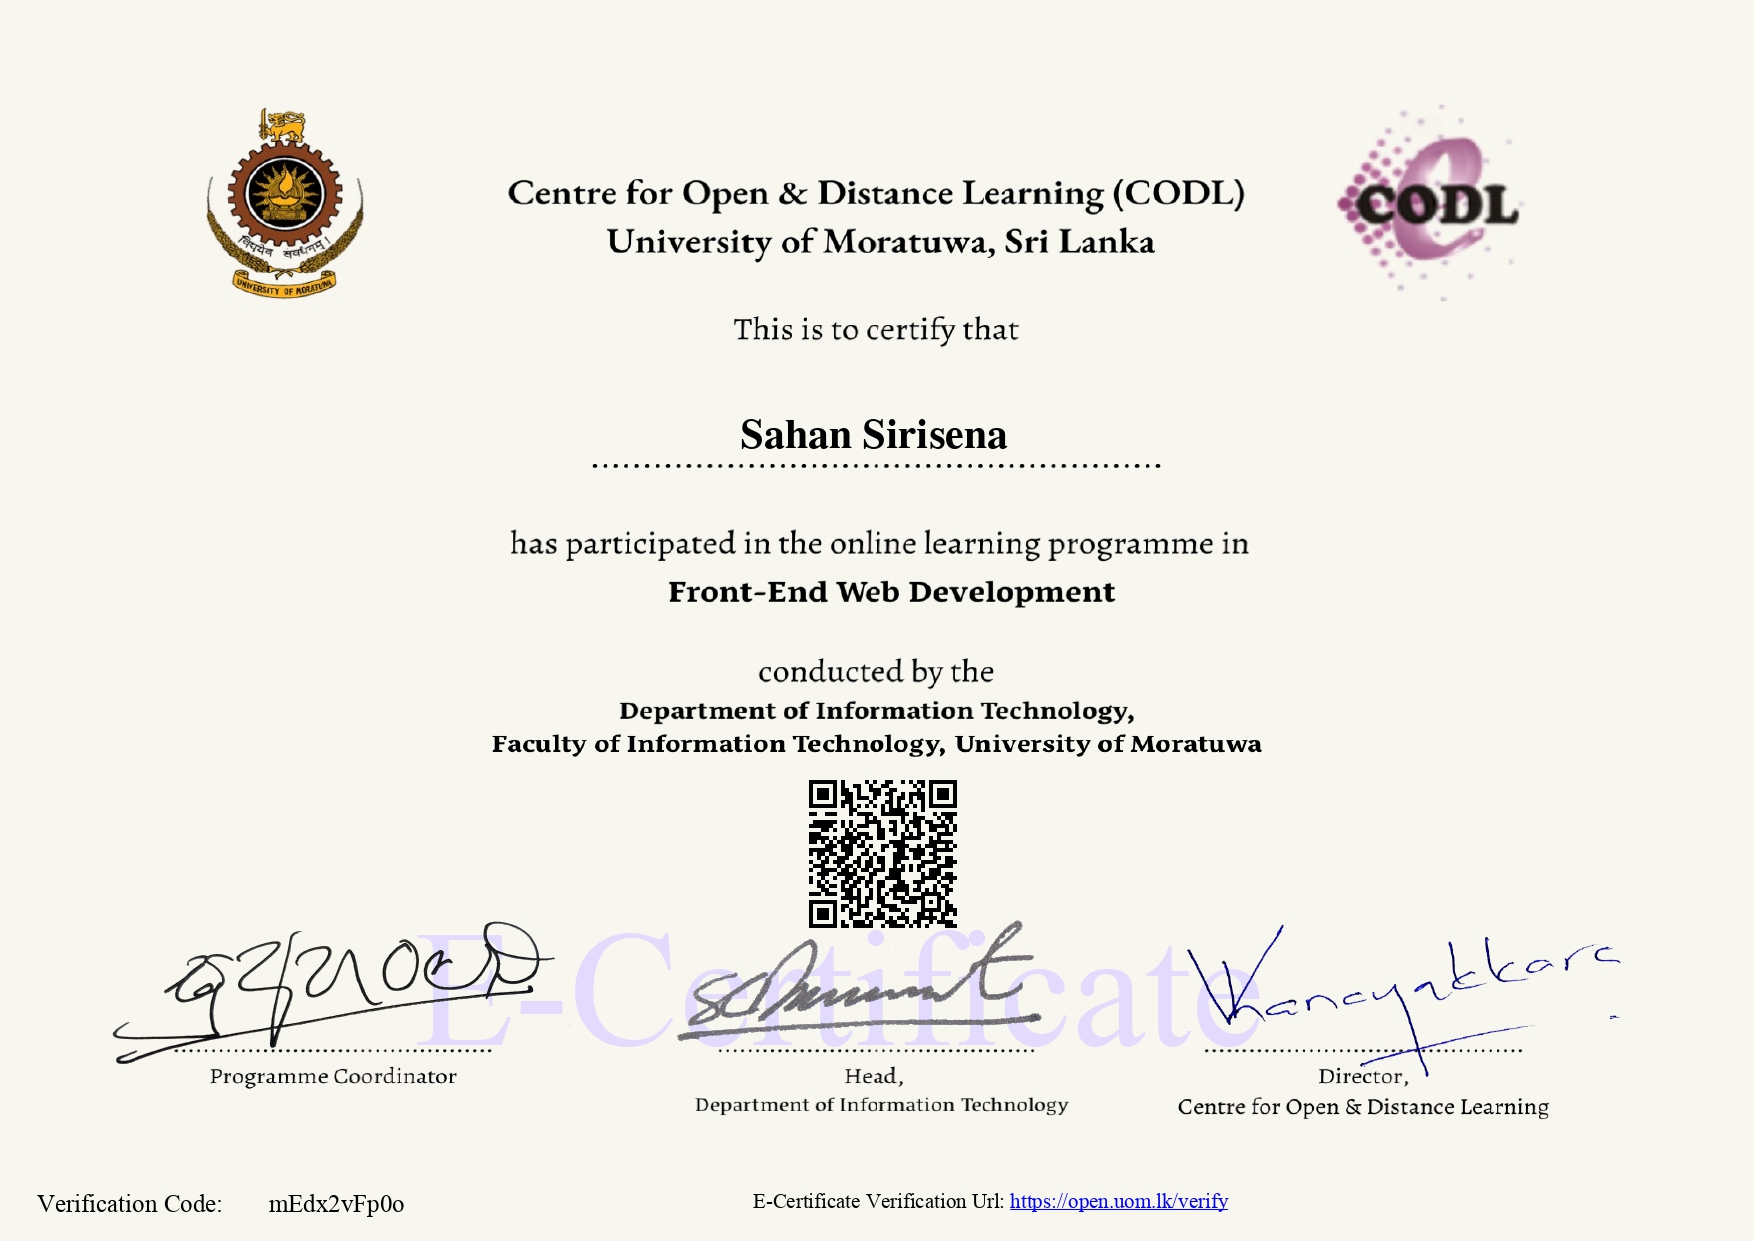 Centre for Open & Distance Learning (CODL)
University of Moratuwa, Sri Lanka
CODL
UNIVERSITY OF MORATUWA
This is to certify that
Sahan Sirisena
has participated in the online learning programme in
Front-End Web Development
conducted by the
Department of Information Technology,
Faculty of Information Technology, University of Moratuwa
E-Certificate
Programme Coordinator
Head,
Department of Information Technology
Director,
Centre for Open & Distance Learning
Verification Code: mEdx2vFp0o
E-Certificate Verification Url: https://open.uom.lk/verify